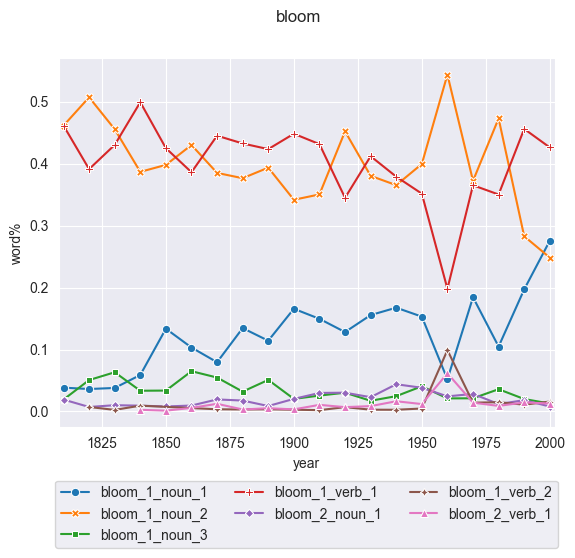 bloom
0.5
0.4
0.3
0.2
0.1
0.0
word%
1825 1850 1875 1900 1925 1950 1975 2000
year
bloom_1_noun_1 bloom_1_verb_1 bloom_1_verb_2
bloom_1_noun_2 bloom_2_noun_1 bloom_2_verb_1
bloom_1_noun_3